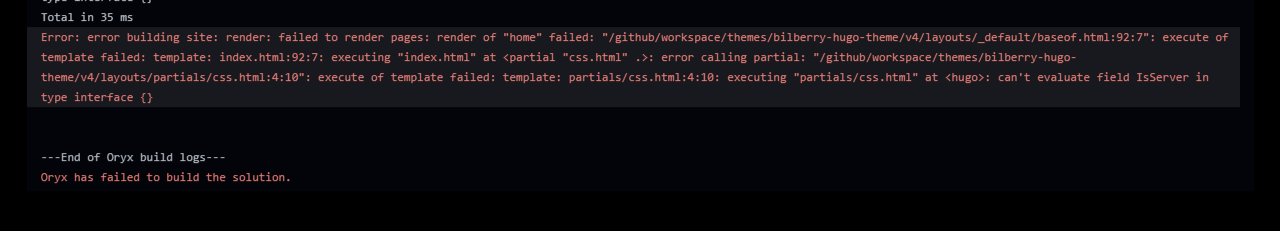 type interface {}
Total in 35 ms
Error: error building site: render: failed to render pages: render of "home" failed: "/github/workspace/themes/bilberry-hugo-theme/v4/layouts/_default/baseof.html:92:7": execute of
template failed: template: index.html:92:7: executing "index.html" at <partial "css.html" .>: error calling partial: "/github/workspace/themes/bilberry-hugo-
theme/v4/layouts/partials/css.html:4:10": execute of template failed: template: partials/css.html:4:10: executing "partials/css.html" at <hugo>: can't evaluate field IsServer in
type interface {}
---End of Oryx build logs---
Oryx has failed to build the solution.